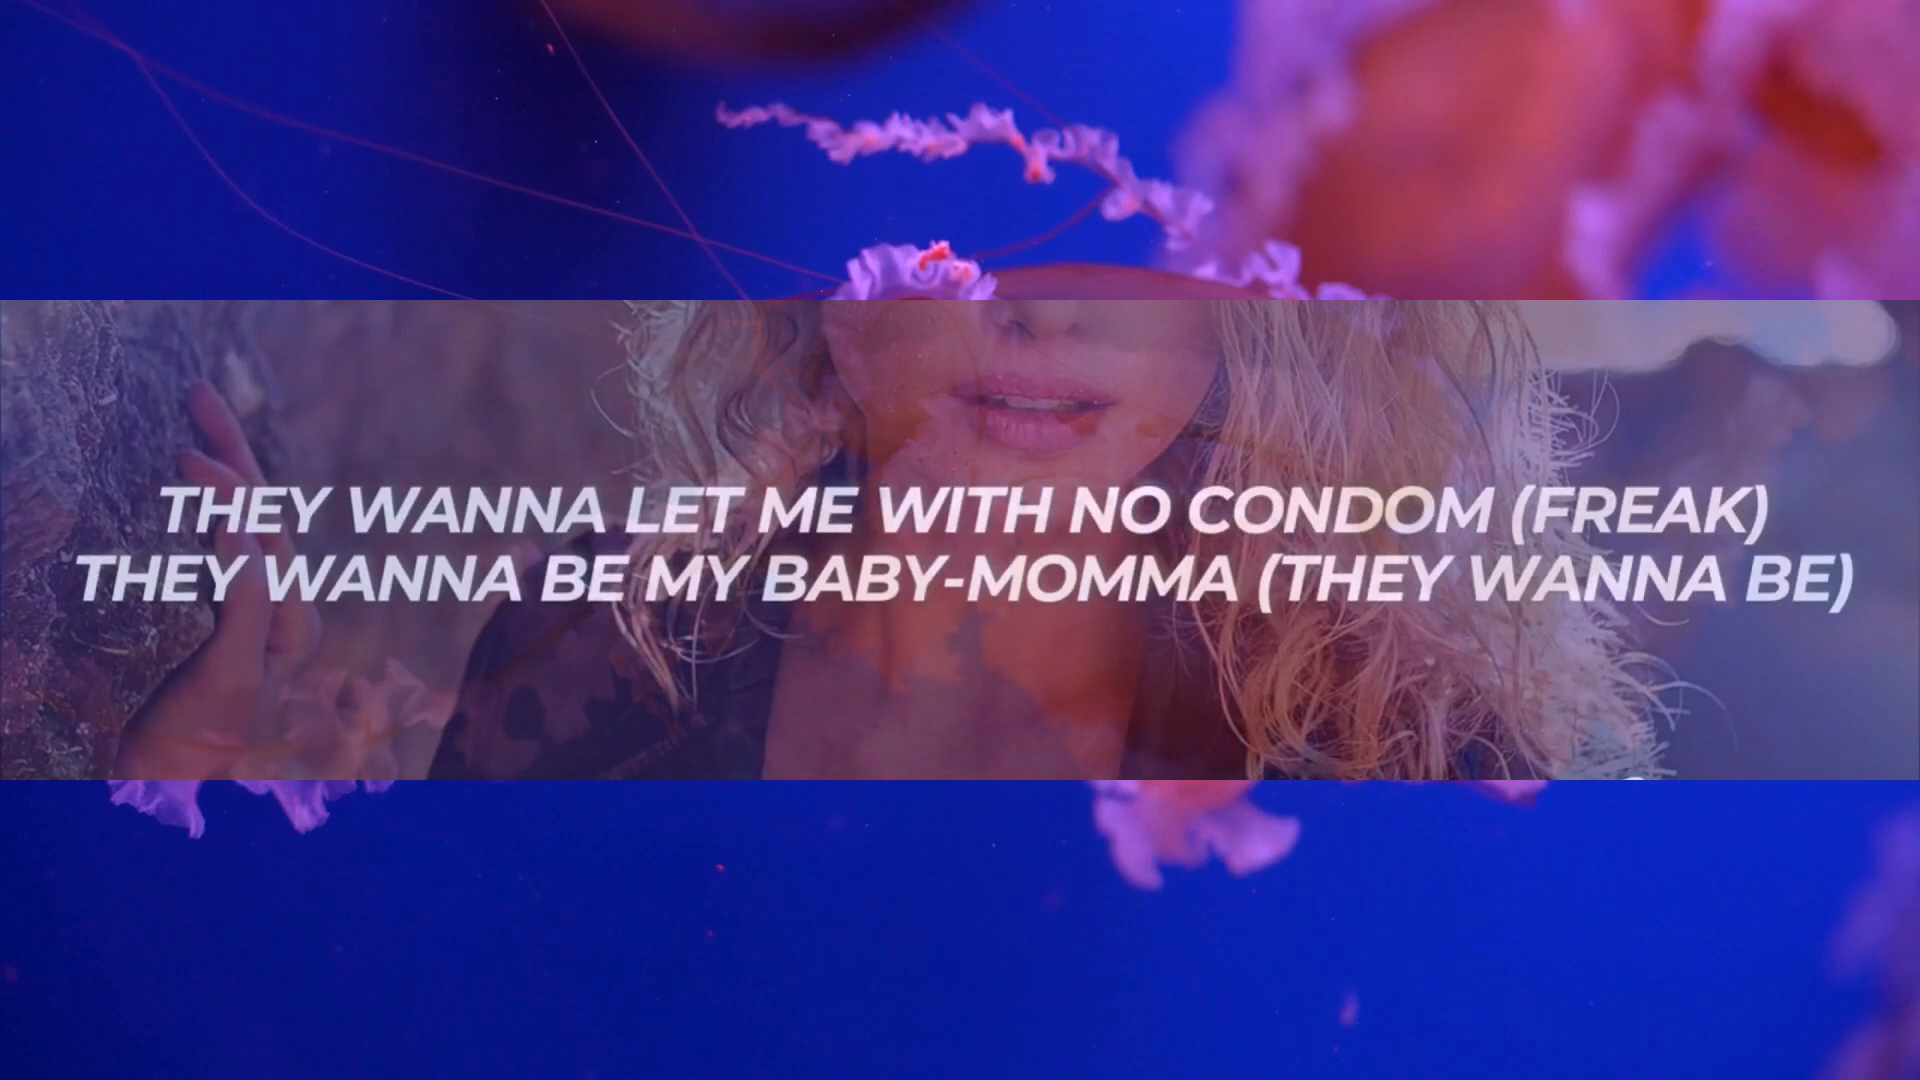 THEY WANNA LET ME WITH NO CONDOM (FREAK)
THEY WANNA BE MY BABY-MOMMA (THEY WANNA BE)